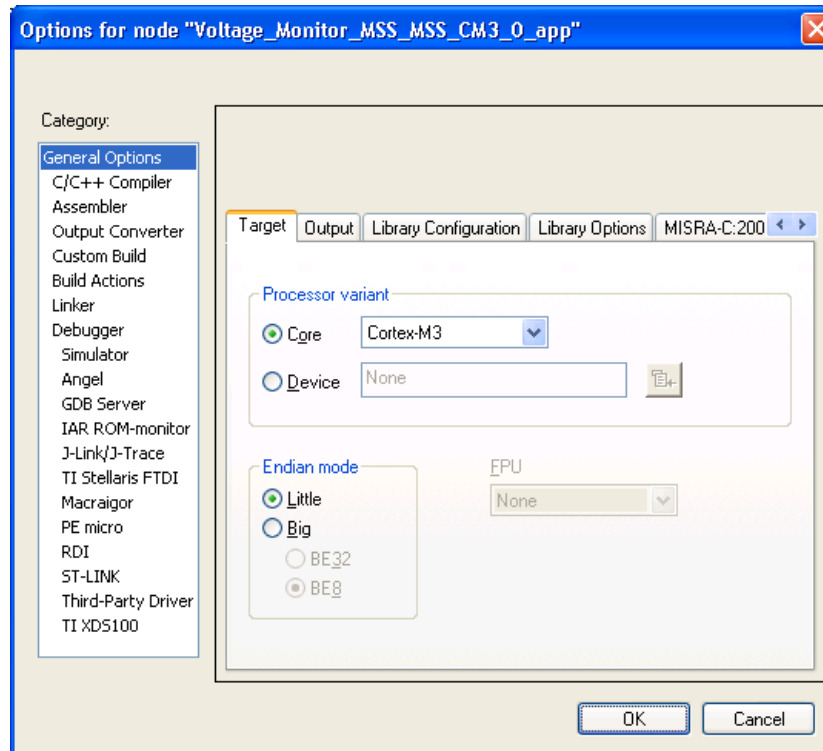 Options for node "Voltage_Monitor_MSS_MSS_CM3_0_app"
Category:
General Options
C/C++ Compiler
Assembler
Output Converter
Custom Build
Build Actions
Linker
Debugger
Simulator
Angel
GDB Server
IAR ROM-monitor
J-Link/J-Trace
TI Stellaris FTDI
Macraigor
PE micro
RDI
ST-LINK
Third-Party Driver
TI XDS100
Target Output Library Configuration Library Options MISRA-C:200
Processor variant
Core Cortex-M3
Device None
Endian mode
Little
Big
BE32
BE8
FPU
None
OK Cancel